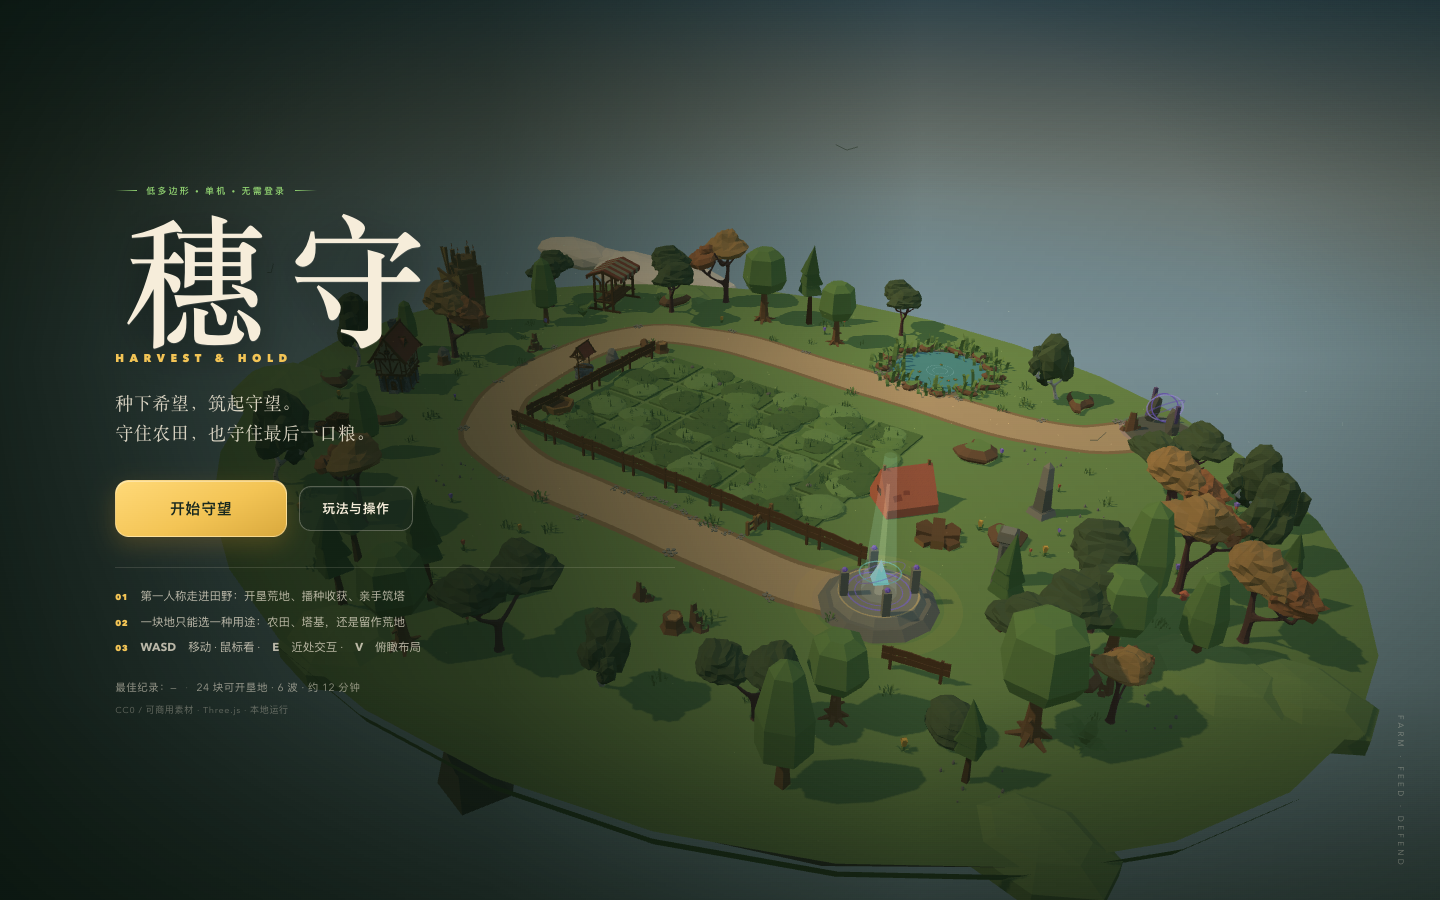 低多边形 • 单机 • 无需登录
穗守
HARVEST & HOLD
种下希望，筑起守望。
守住农田，也守住最后一口粮。
开始守望
玩法与操作
01 第一人称走进田野：开垦荒地、播种收获、亲手筑塔
02 一块地只能选一种用途：农田、塔基，还是留作荒地
03 WASD 移动 · 鼠标看 · E 近处交互 · V 俯瞰布局
最佳纪录：— · 24 块可开垦地 · 6 波 · 约 12 分钟
CC0 / 可商用素材 · Three.js · 本地运行
FARM · FEED · DEFEND